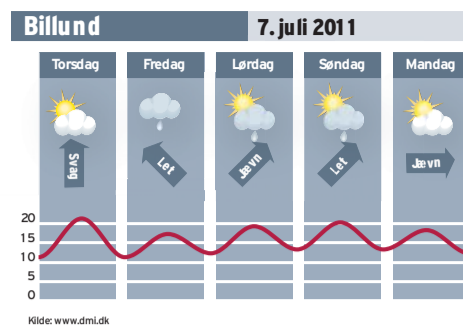 Billund 7. juli 2011
Torsdag Fredag Lørdag Søndag Mandag
Svag Let Jævn Let Jævn
20
15
10
5
0
Kilde: www.dmi.dk